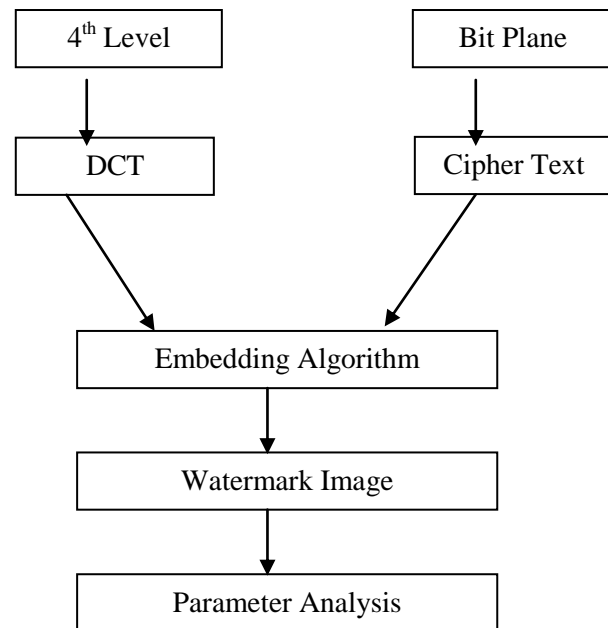 4th Level
Bit Plane
DCT
Cipher Text
Embedding Algorithm
Watermark Image
Parameter Analysis